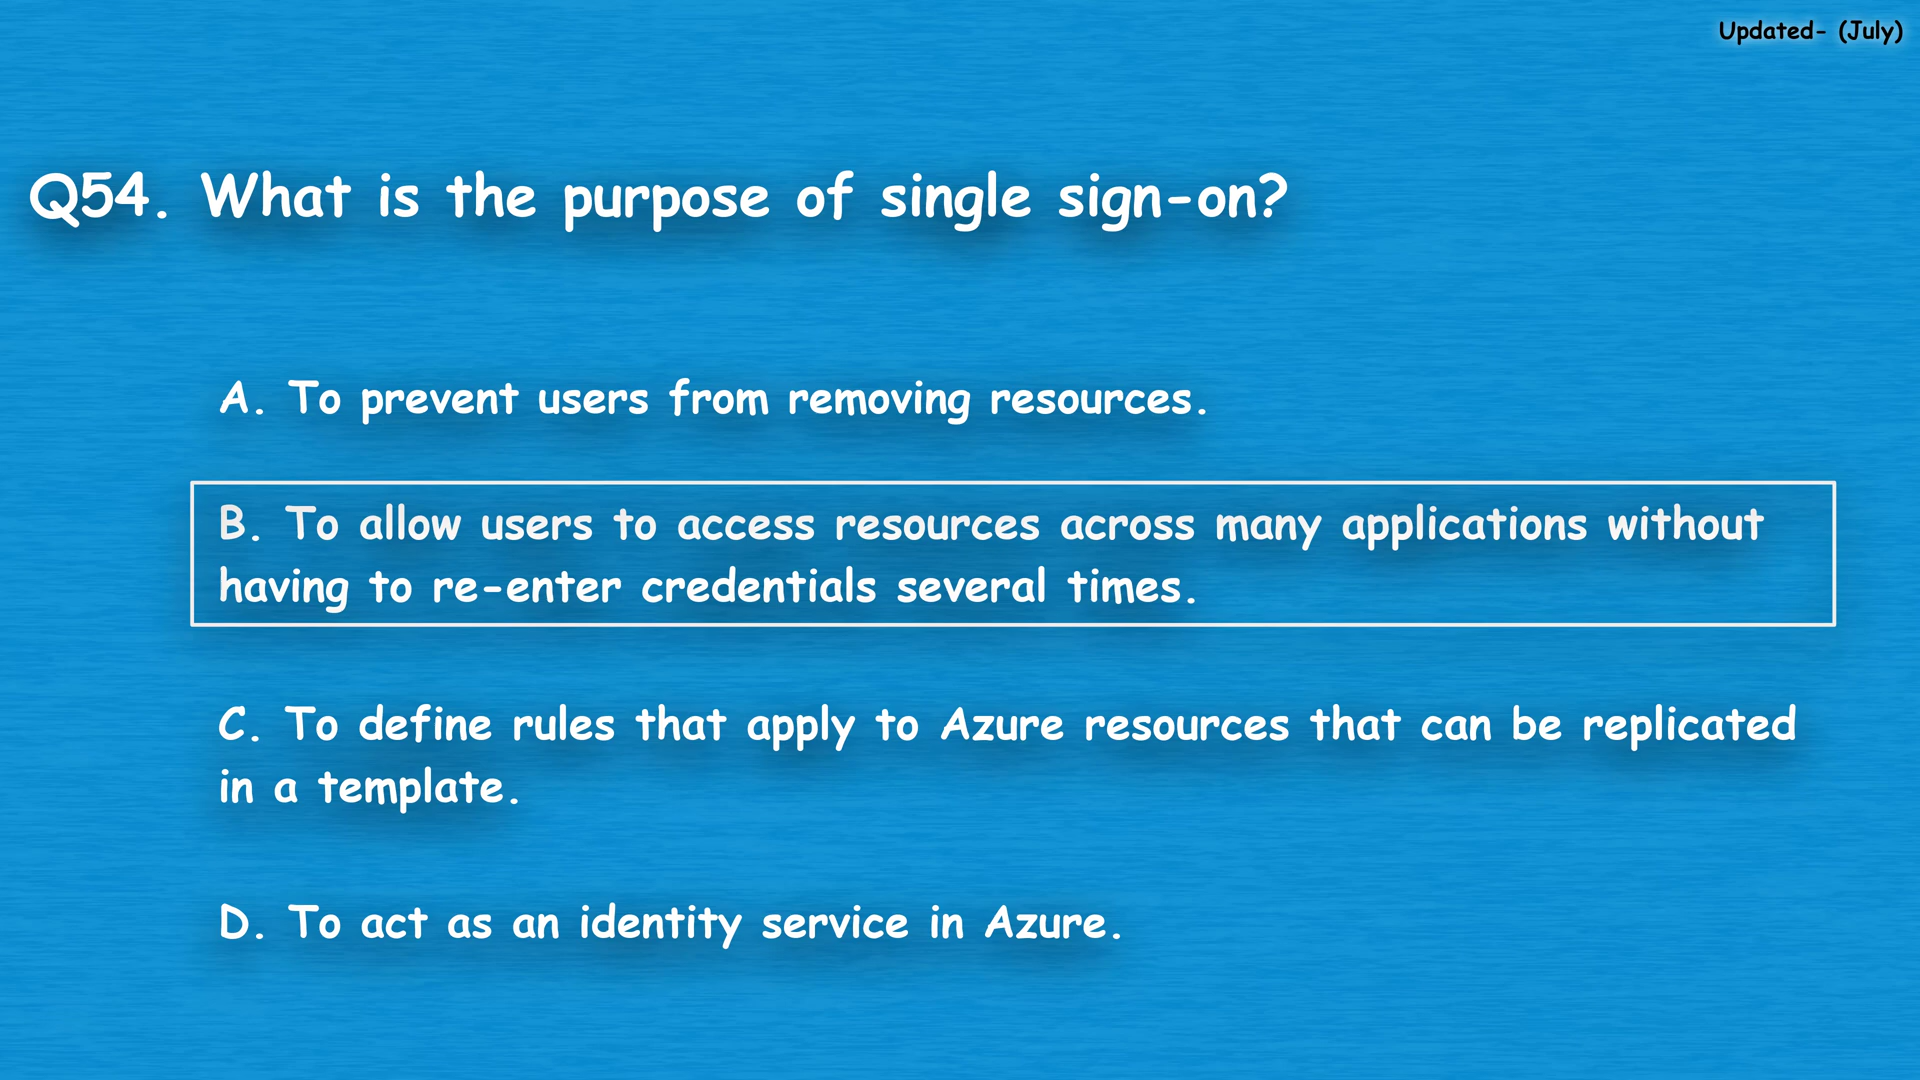 Updated- (July)
Q54. What is the purpose of single sign-on?
A. To prevent users from removing resources.
B. To allow users to access resources across many applications without
having to re-enter credentials several times.
C. To define rules that apply to Azure resources that can be replicated
in a template.
D. To act as an identity service in Azure.